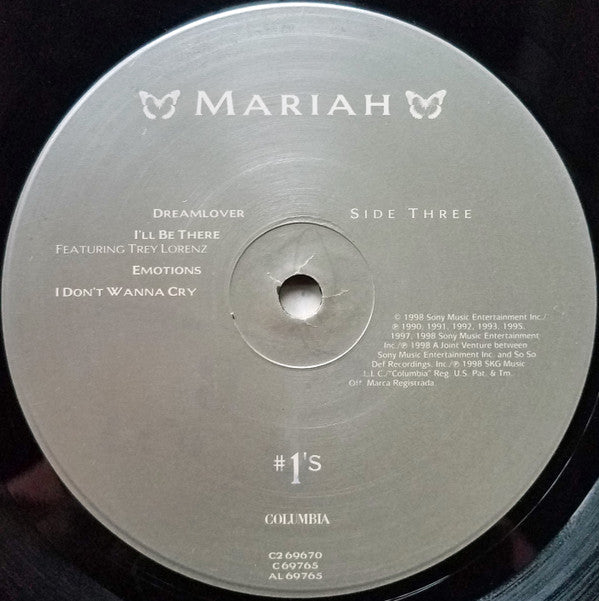 MARIAH
DREAMLOVER
SIDE THREE
I'LL BE THERE
FEATURING TREY LORENZ
EMOTIONS
I DON'T WANNA CRY
© 1998 Sony Music Entertainment Inc./
℗ 1990, 1991, 1992, 1993, 1995,
1997, 1998 Sony Music Entertainment
Inc./℗ 1998 A Joint Venture between
Sony Music Entertainment Inc. and So So
Def Recordings, Inc./℗ 1998 SKG Music
L.L.C./"Columbia" Reg. U.S. Pat. & Tm.
Off. Marca Registrada.
#1'S
COLUMBIA
C2 69670
C 69765
AL 69765